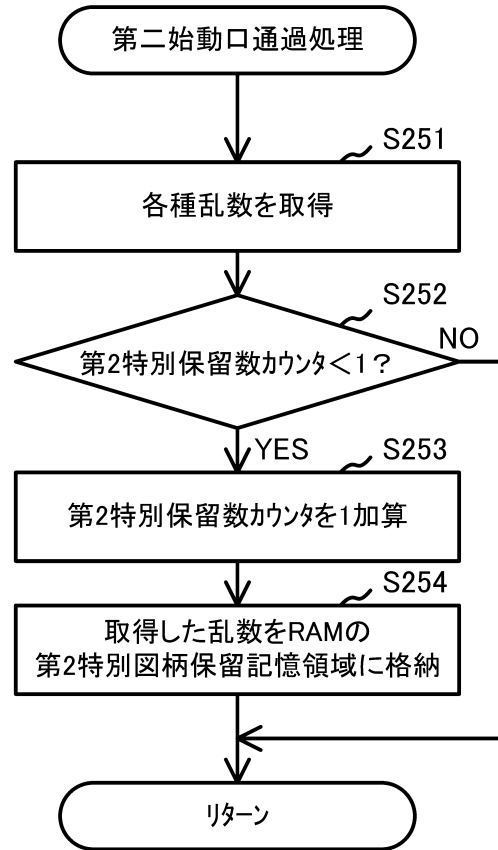 第二始動口通過処理
S251
各種乱数を取得
S252
第2特別保留数カウンタ＜1？
NO
YES
S253
第2特別保留数カウンタを1加算
S254
取得した乱数をRAMの
第2特別図柄保留記憶領域に格納
リターン